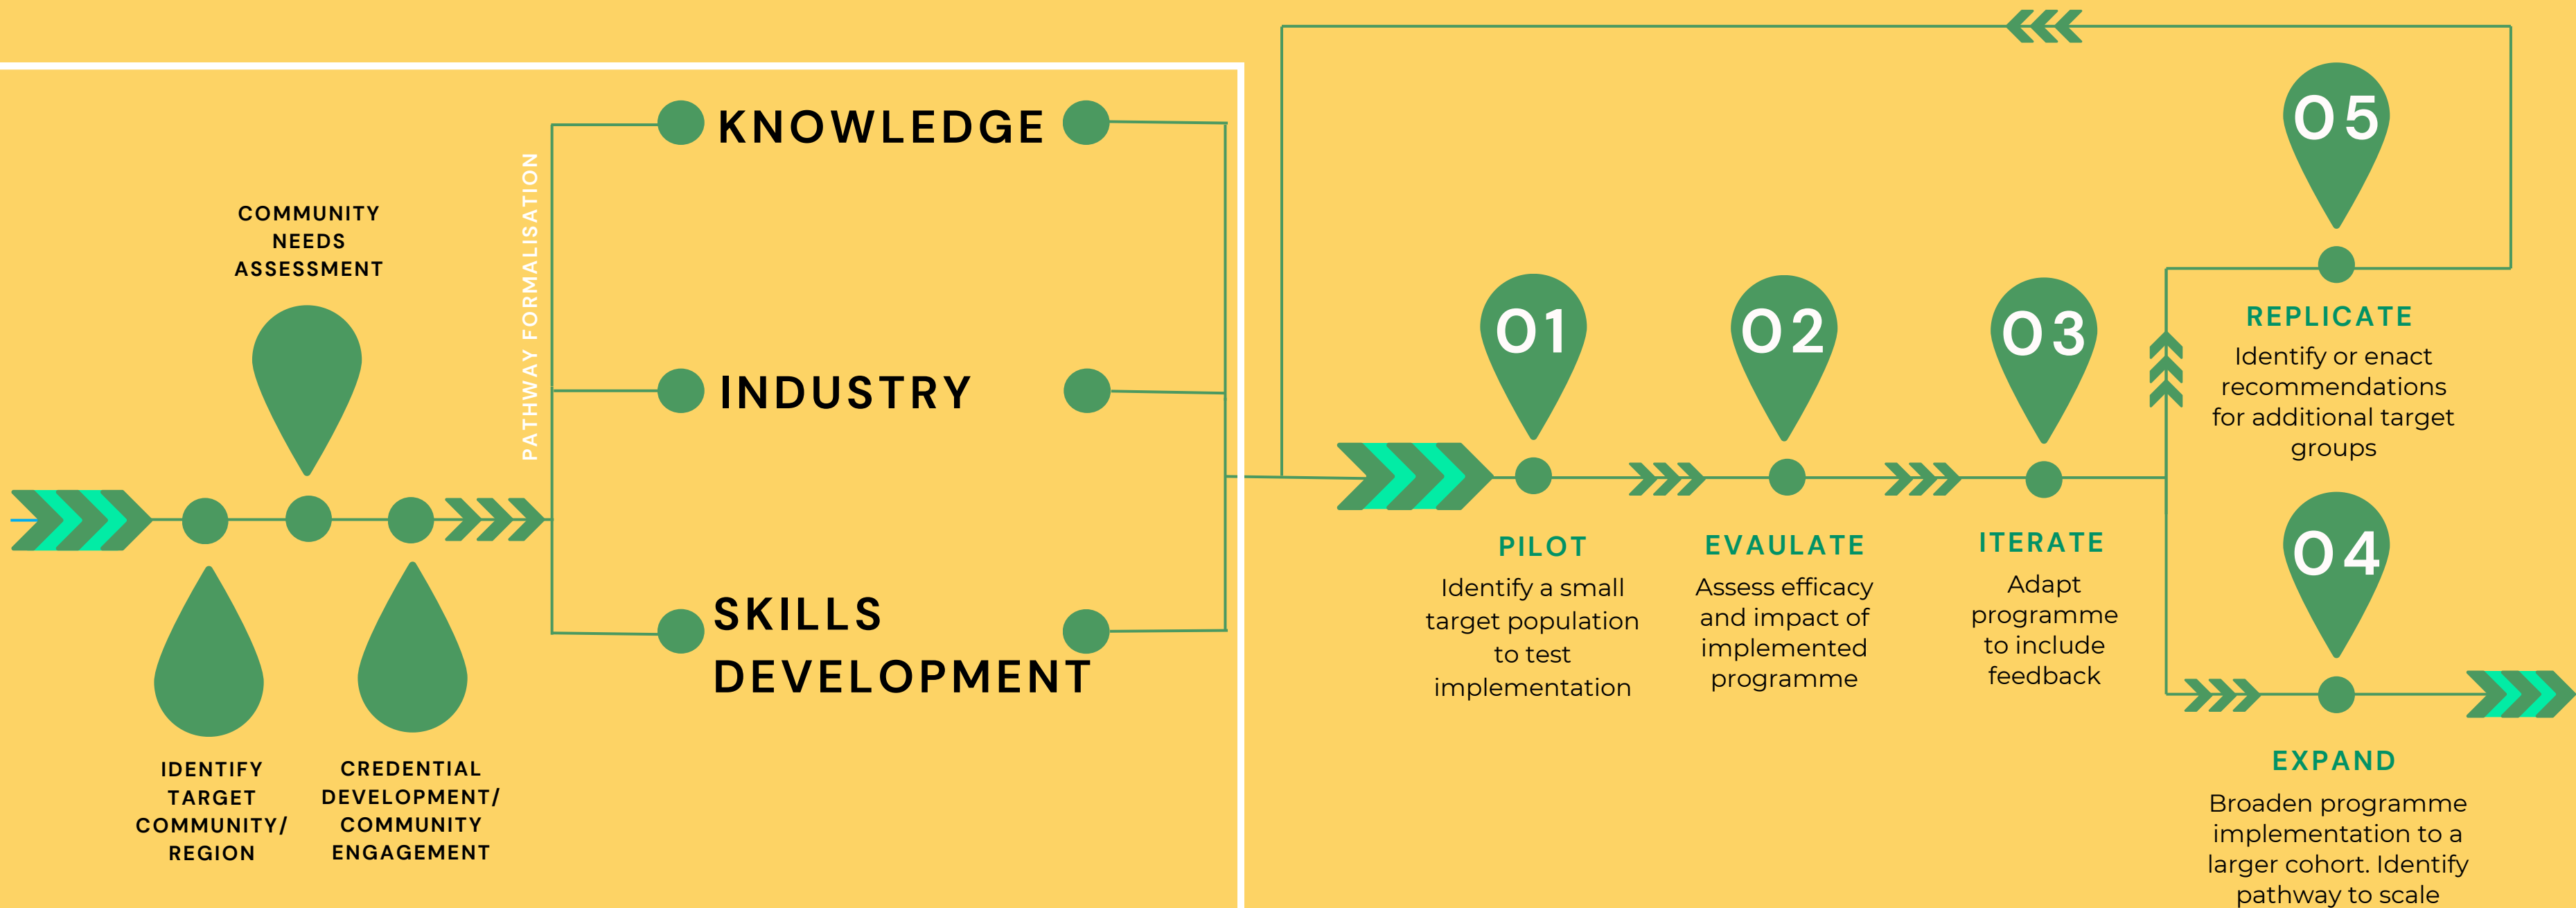 COMMUNITY
NEEDS
ASSESSMENT
IDENTIFY
TARGET
COMMUNITY/
REGION
CREDENTIAL
DEVELOPMENT/
COMMUNITY
ENGAGEMENT
PATHWAY FORMALISATION
KNOWLEDGE
INDUSTRY
SKILLS
DEVELOPMENT
01
PILOT
Identify a small
target population
to test
implementation
02
EVAULATE
Assess efficacy
and impact of
implemented
programme
03
ITERATE
Adapt
programme
to include
feedback
05
REPLICATE
Identify or enact
recommendations
for additional target
groups
04
EXPAND
Broaden programme
implementation to a
larger cohort. Identify
pathway to scale